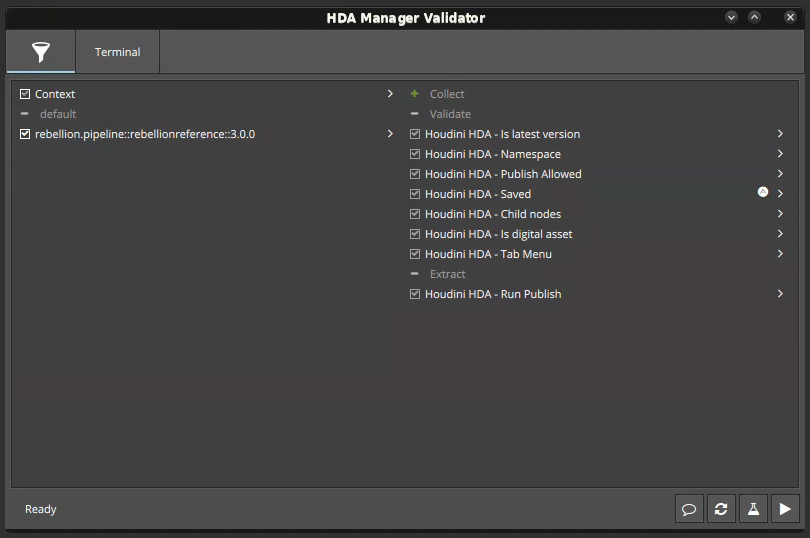 HDA Manager Validator
Terminal
Context
default
rebellion.pipeline::rebellionreference::3.0.0
Collect
Validate
Houdini HDA - Is latest version
Houdini HDA - Namespace
Houdini HDA - Publish Allowed
Houdini HDA - Saved
Houdini HDA - Child nodes
Houdini HDA - Is digital asset
Houdini HDA - Tab Menu
Extract
Houdini HDA - Run Publish
Ready